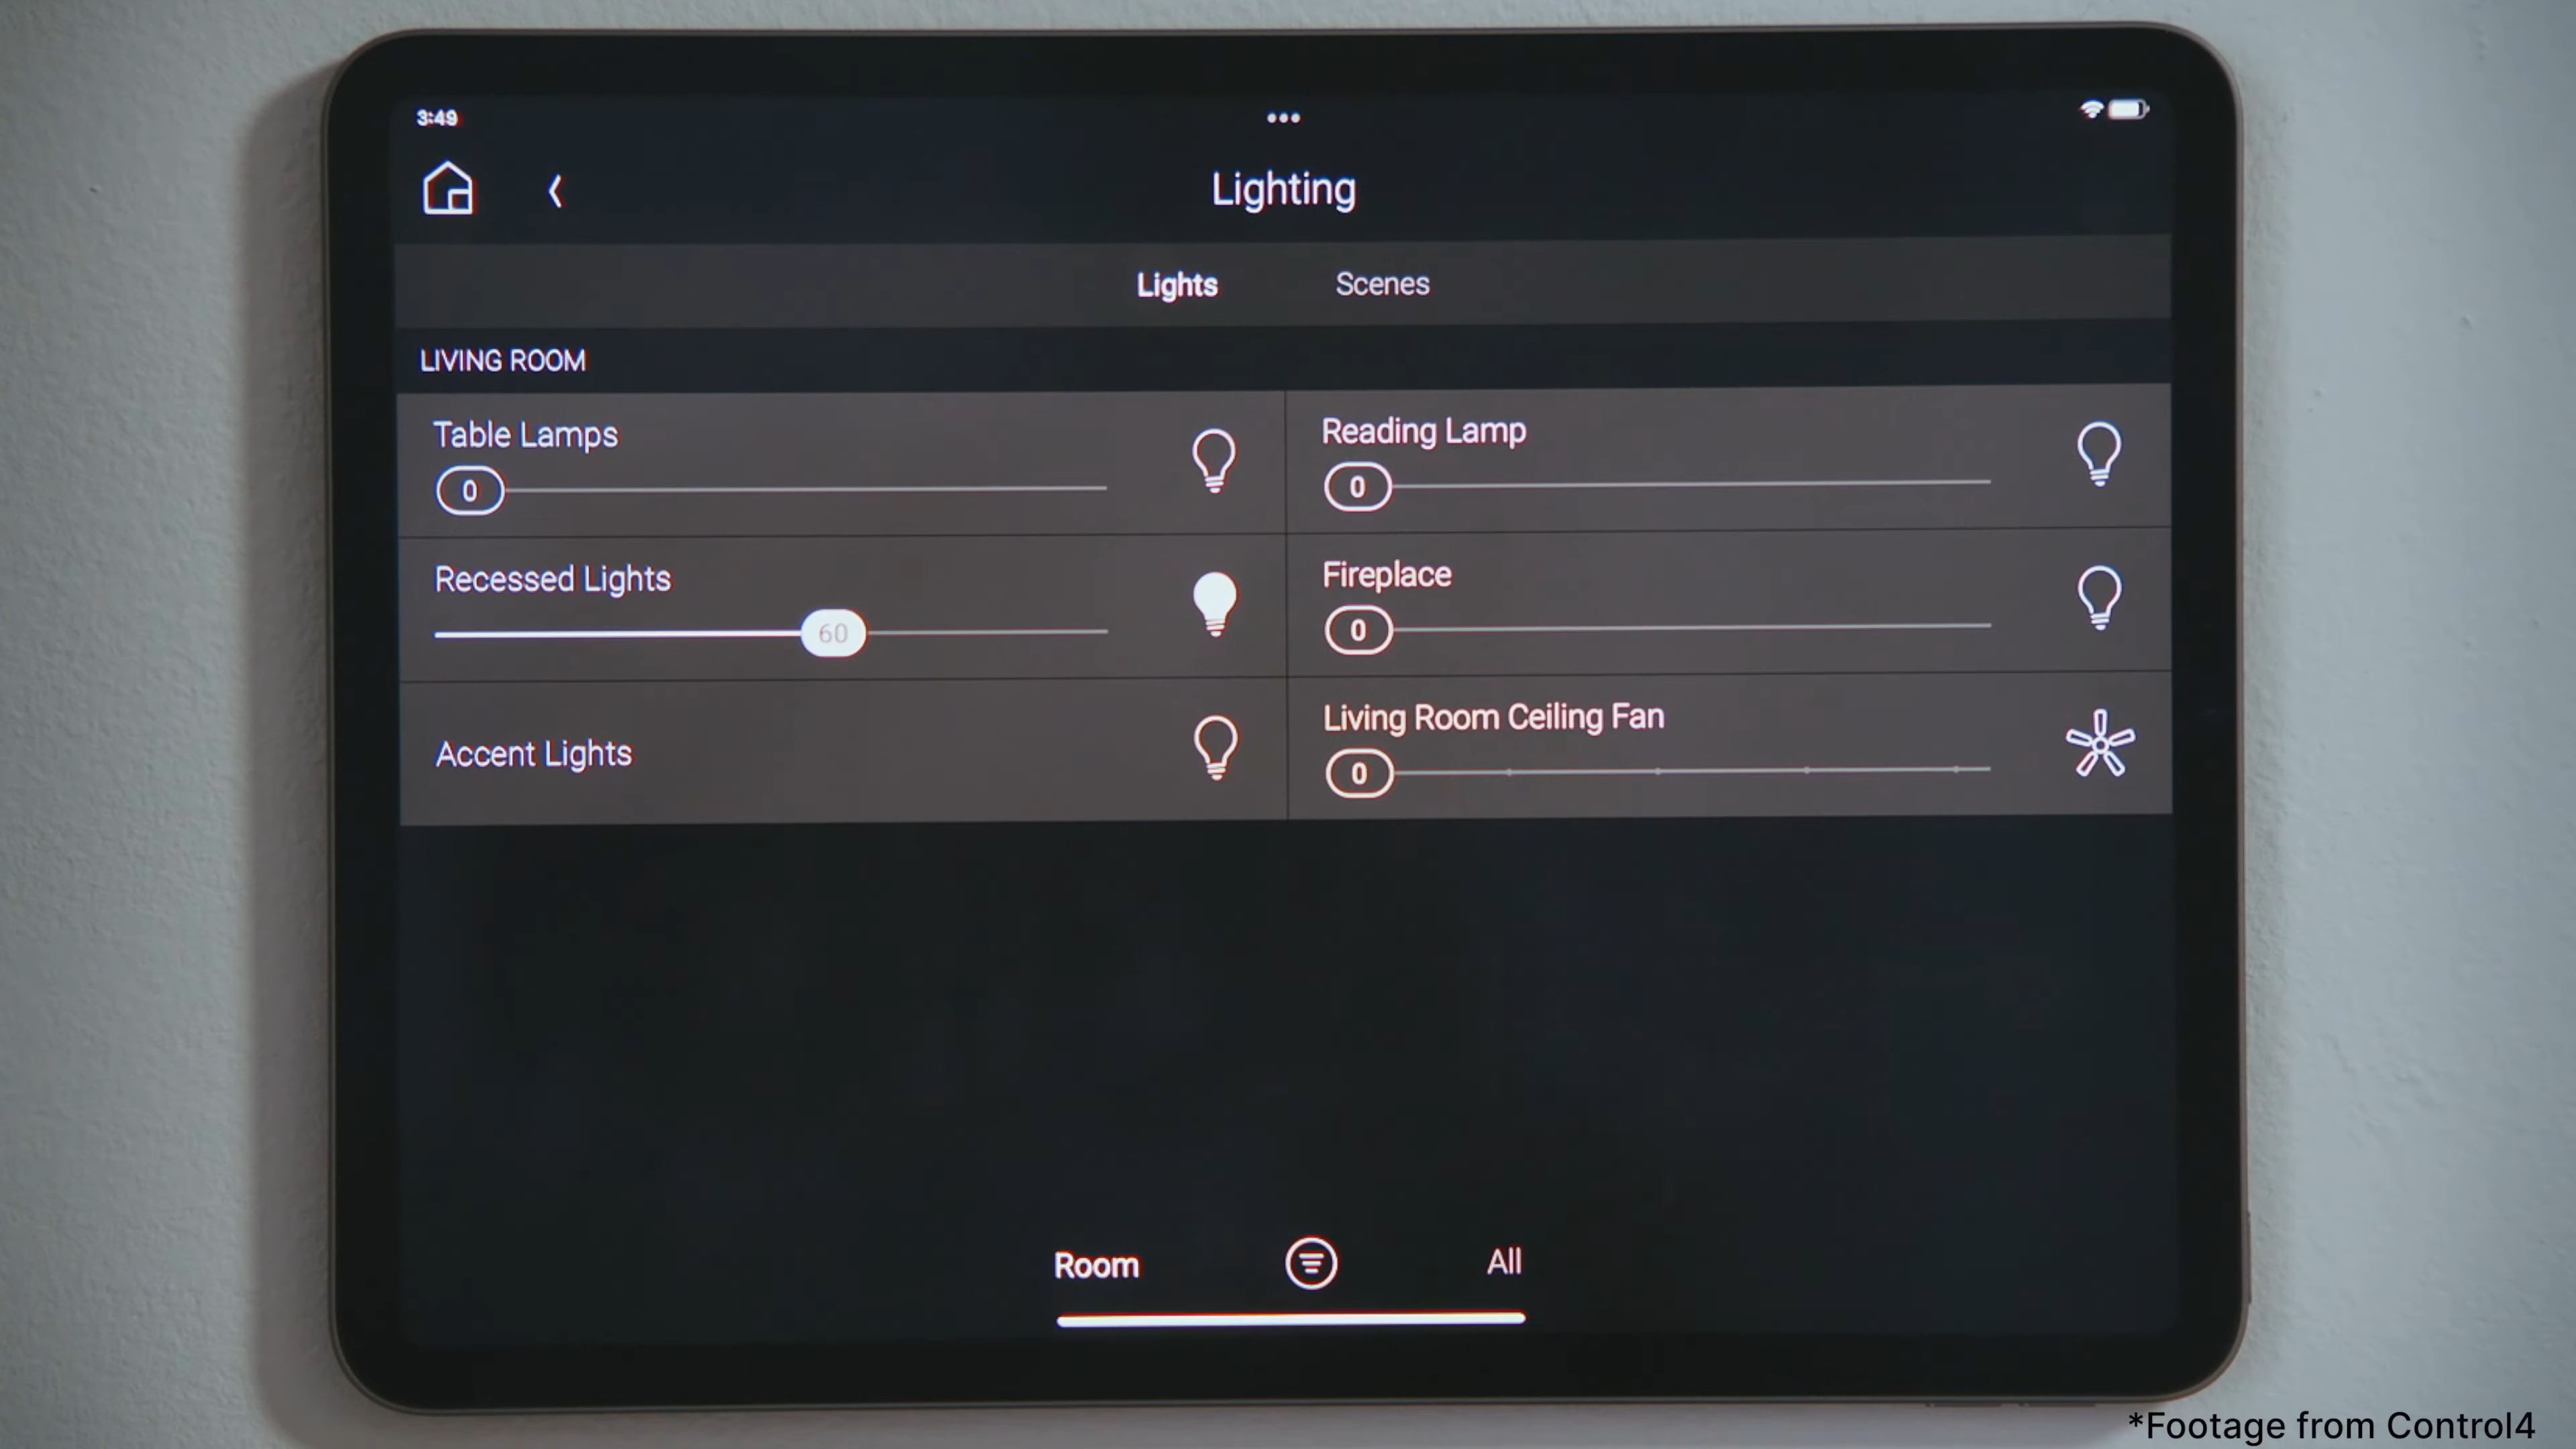 3:49
Lighting
Lights Scenes
LIVING ROOM
Table Lamps
0
Reading Lamp
0
Recessed Lights
60
Fireplace
0
Accent Lights
Living Room Ceiling Fan
0
Room All
*Footage from Control4